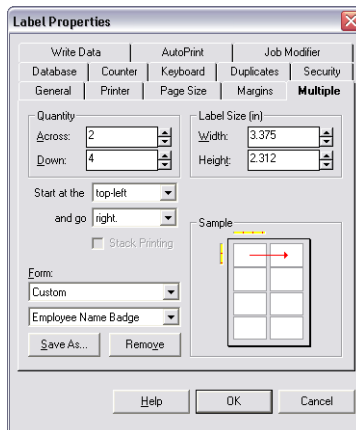 Label Properties
Write Data AutoPrint Job Modifier
Database Counter Keyboard Duplicates Security
General Printer Page Size Margins Multiple
Quantity
Across: 2
Down: 4
Label Size (in)
Width: 3.375
Height: 2.312
Start at the top-left
and go right.
Stack Printing
Sample
Form:
Custom
Employee Name Badge
Save As... Remove
Help OK Cancel